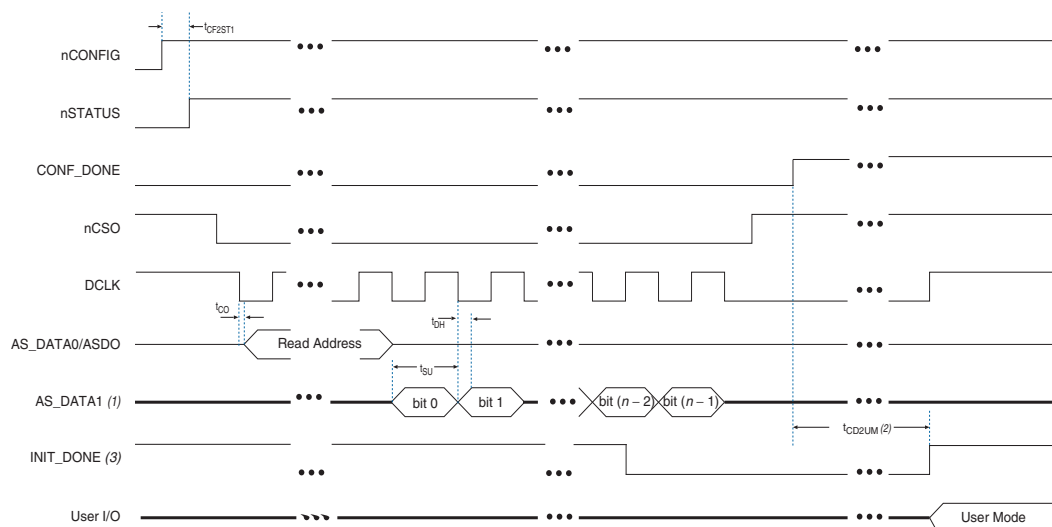 tCF2ST1
nCONFIG
nSTATUS
CONF_DONE
nCSO
DCLK
tCO
tDH
AS_DATA0/ASDO
Read Address
tSU
AS_DATA1 (1)
bit 0
bit 1
bit (n − 2)
bit (n − 1)
tCD2UM (2)
INIT_DONE (3)
User I/O
User Mode